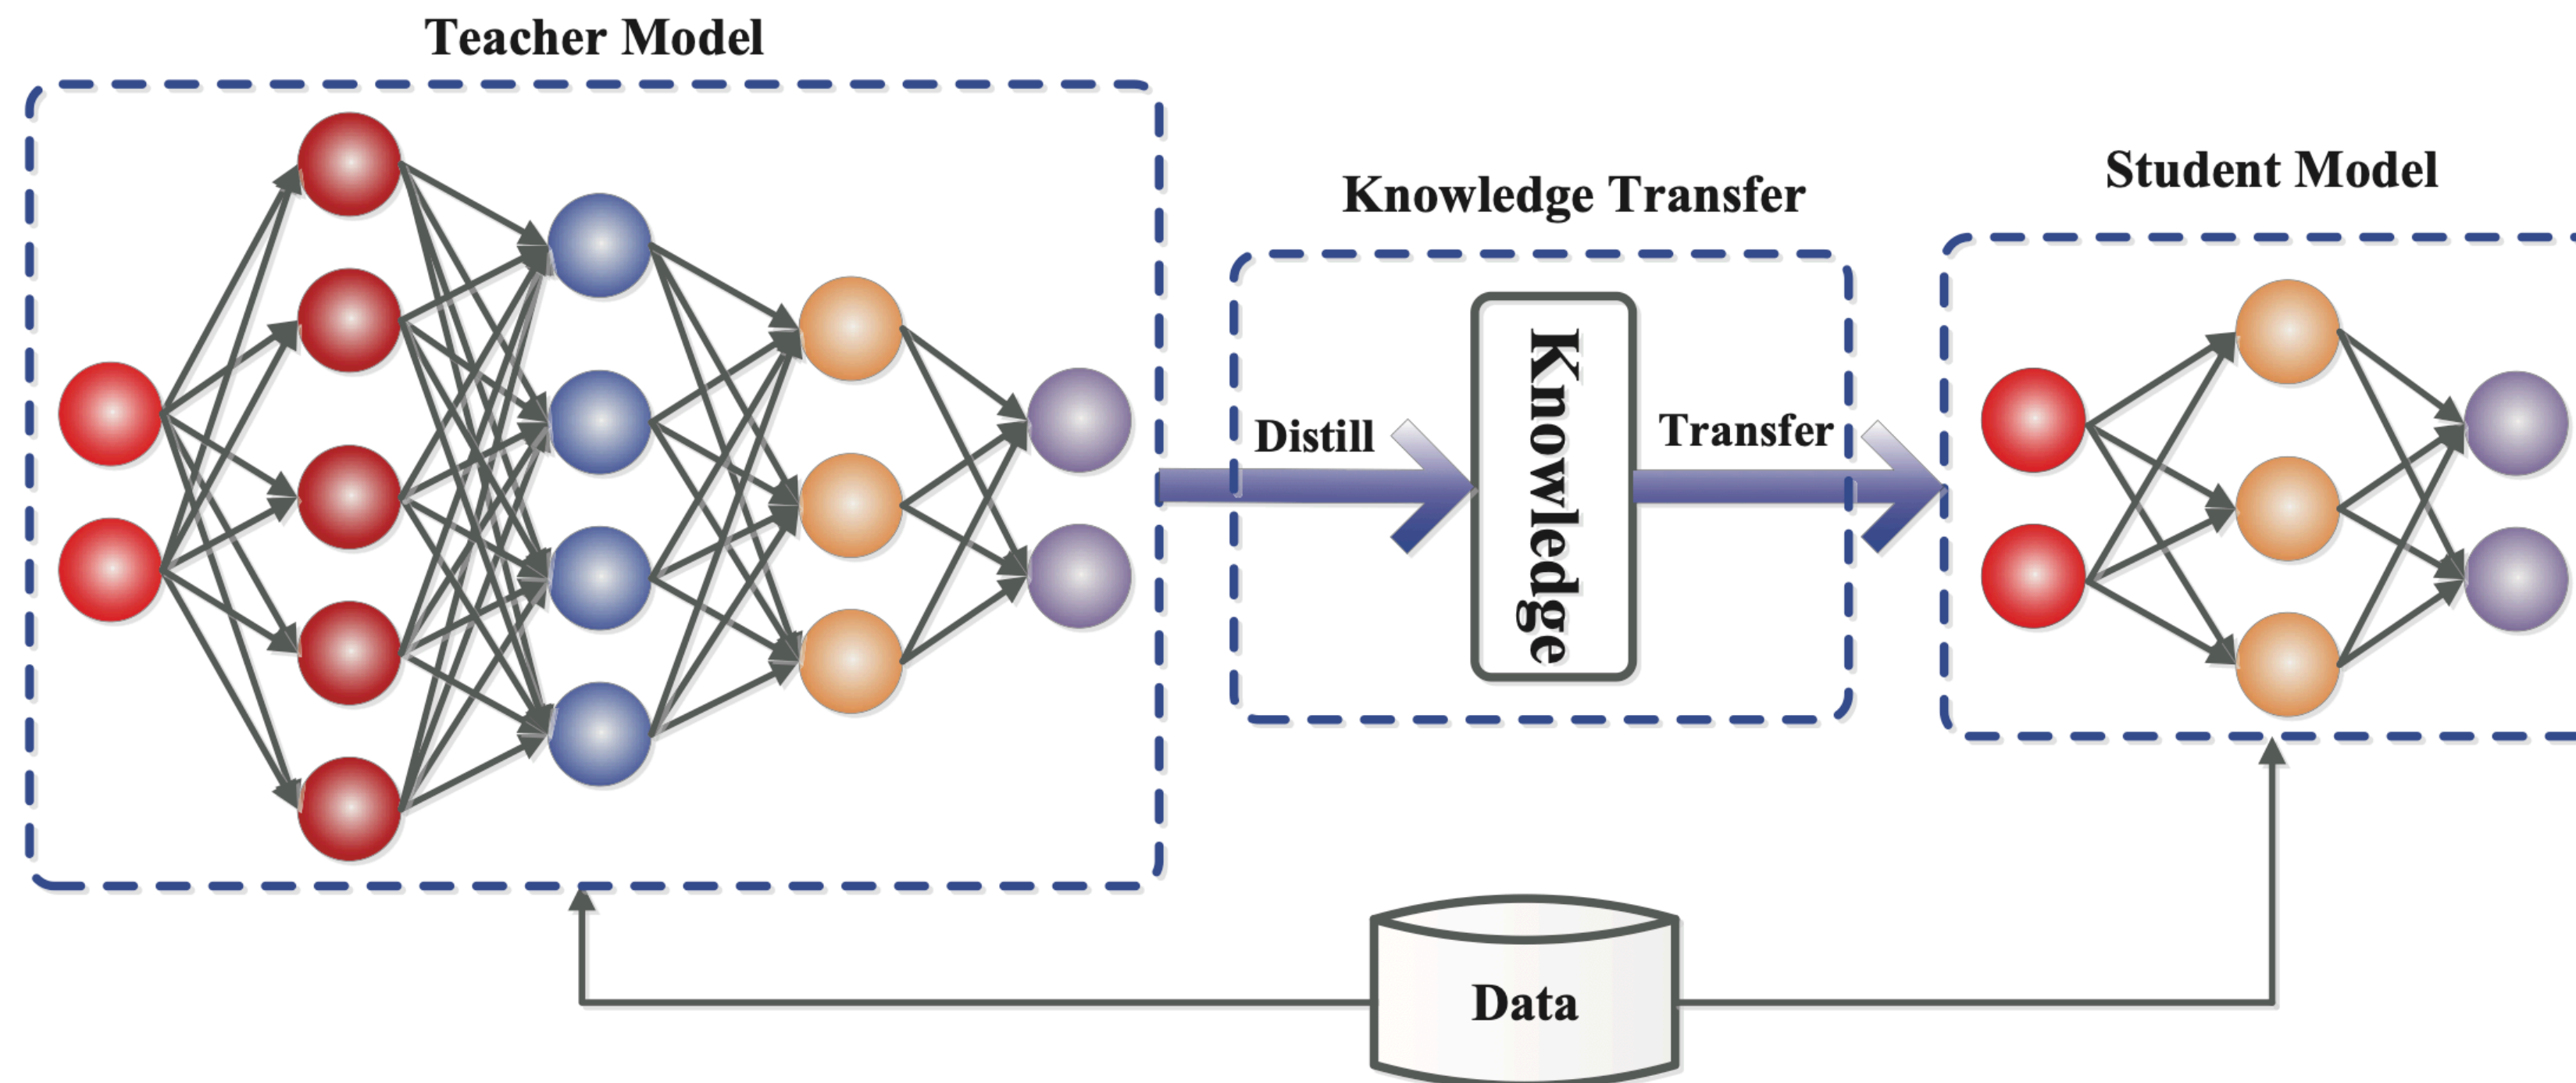 Teacher Model
Knowledge Transfer
Student Model
Distill
Knowledge
Transfer
Data